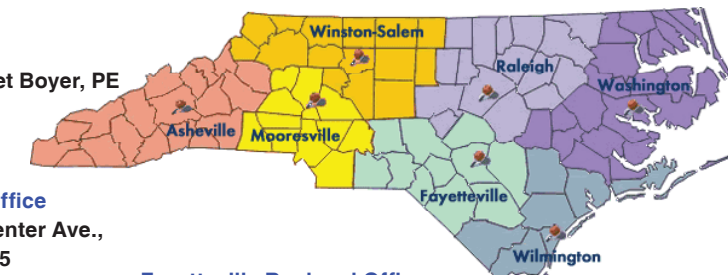 Winston-Salem
Raleigh
et Boyer, PE
Washington
Asheville
Mooresville
Fayetteville
ffice
enter Ave.,
5
Wilmington